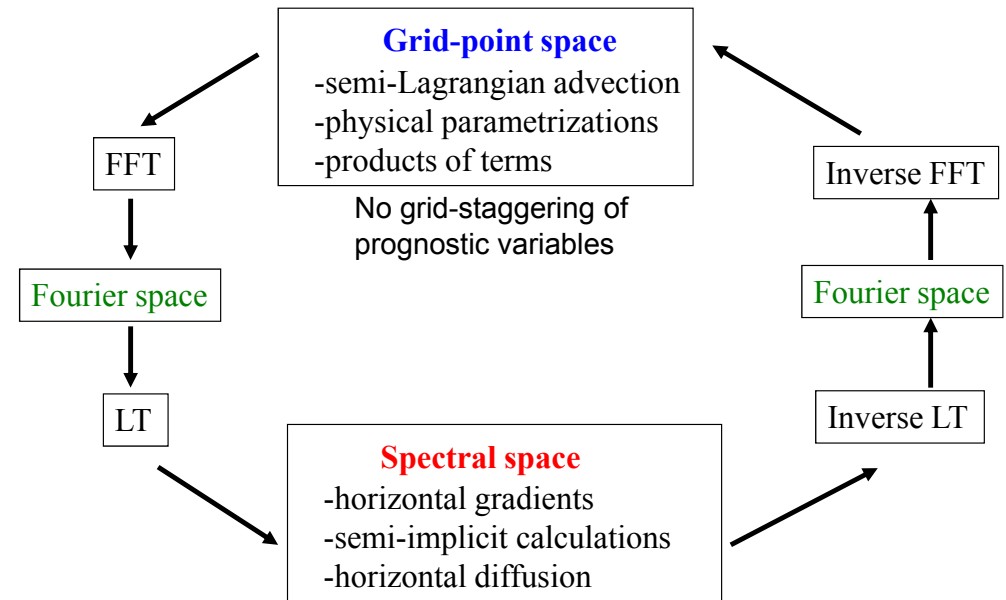 Grid-point space
-semi-Lagrangian advection
-physical parametrizations
-products of terms
No grid-staggering of
prognostic variables
FFT
Fourier space
LT
Spectral space
-horizontal gradients
-semi-implicit calculations
-horizontal diffusion
Inverse LT
Fourier space
Inverse FFT